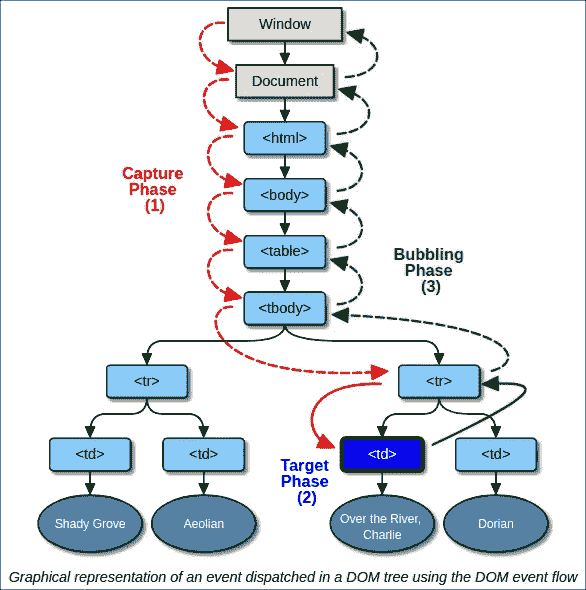 Window
Document
<html>
Capture
Phase
(1)
<body>
<table>
Bubbling
Phase
(3)
<tbody>
<tr>
<tr>
<td>
<td>
<td>
<td>
Target
Phase
(2)
Shady Grove
Aeolian
Over the River,
Charlie
Dorian
Graphical representation of an event dispatched in a DOM tree using the DOM event flow